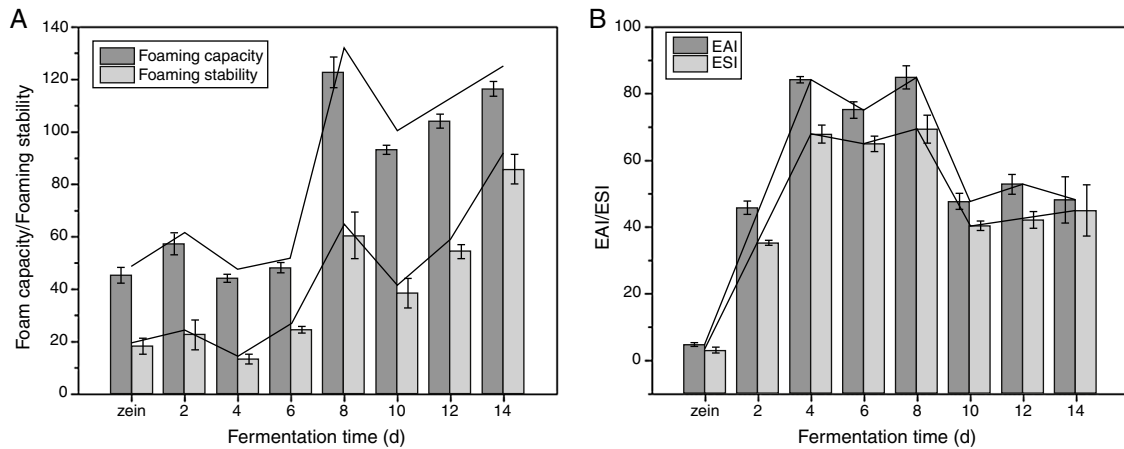 A
Foam capacity/Foaming stability
140
120
100
80
60
40
20
0
Foaming capacity
Foaming stability
zein 2 4 6 8 10 12 14
Fermentation time (d)
B
EAI/ESI
100
80
60
40
20
0
EAI
ESI
zein 2 4 6 8 10 12 14
Fermentation time (d)